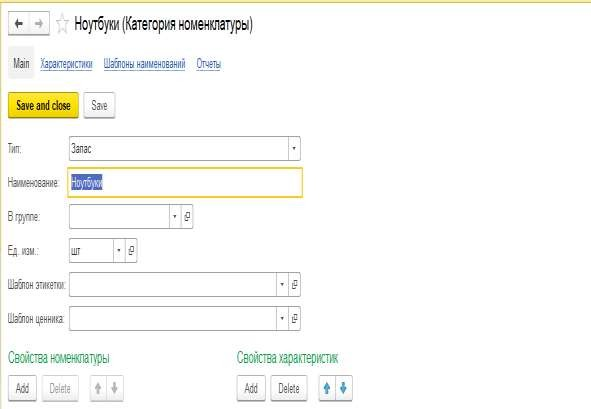 Ноутбуки (Категория номенклатуры)
Main Характеристики Шаблоны наименований Отчеты
Save and close Save
Тип: Запас
Наименование: Ноутбуки
В группе:
Ед. изм.: шт
Шаблон этикетки:
Шаблон ценника:
Свойства номенклатуры Свойства характеристик
Add Delete Add Delete